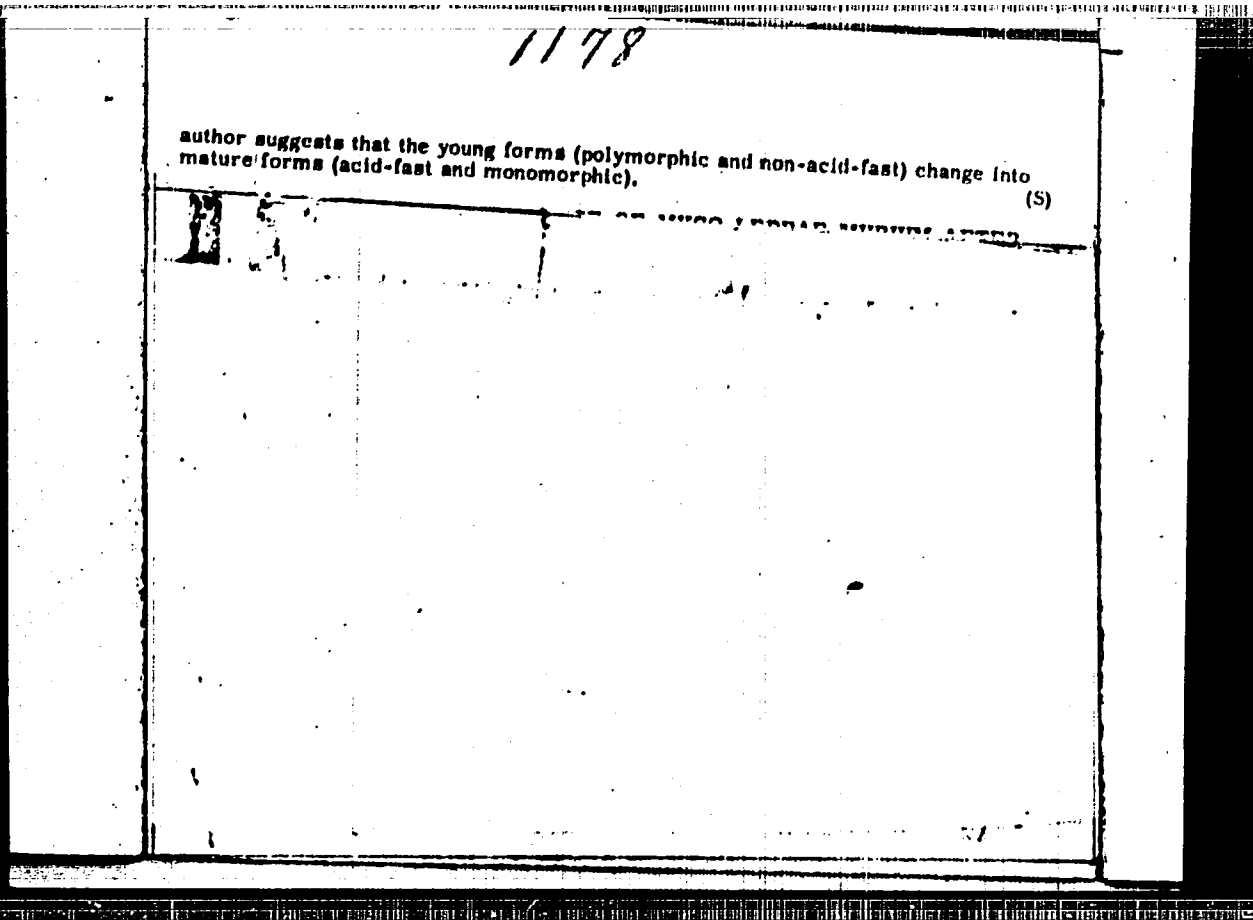 1178
author suggests that the young forms (polymorphic and non-acid-fast) change into
mature forms (acid-fast and monomorphic).
(S)